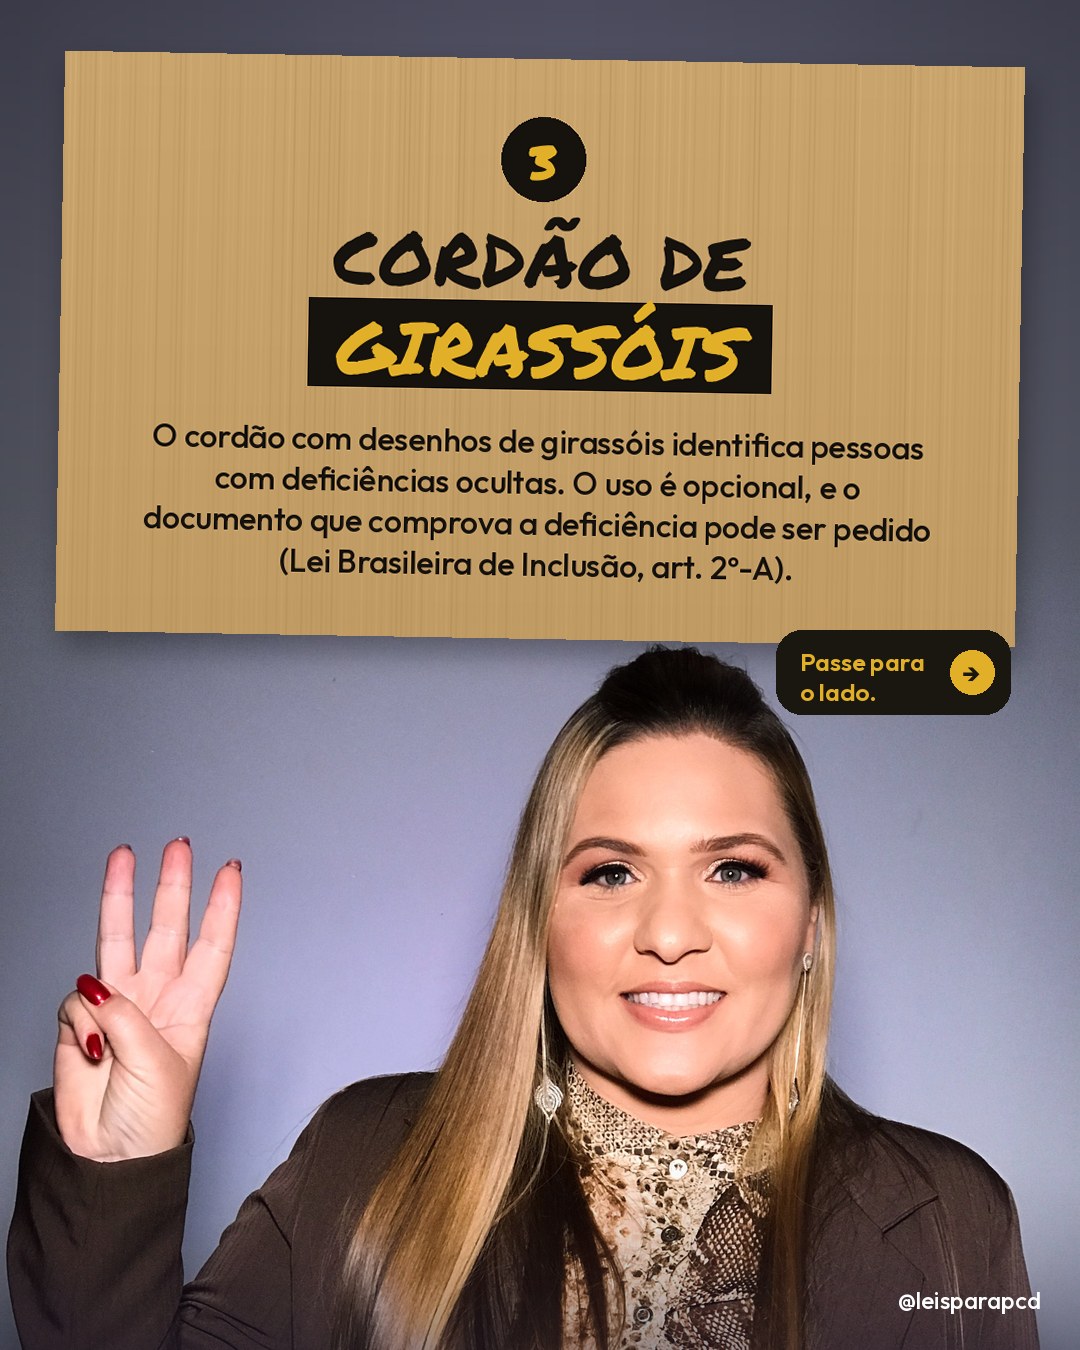 3
CORDÃO DE
GIRASSÓIS
O cordão com desenhos de girassóis identifica pessoas
com deficiências ocultas. O uso é opcional, e o
documento que comprova a deficiência pode ser pedido
(Lei Brasileira de Inclusão, art. 2º-A).
Passe para
o lado.
@leisparapcd